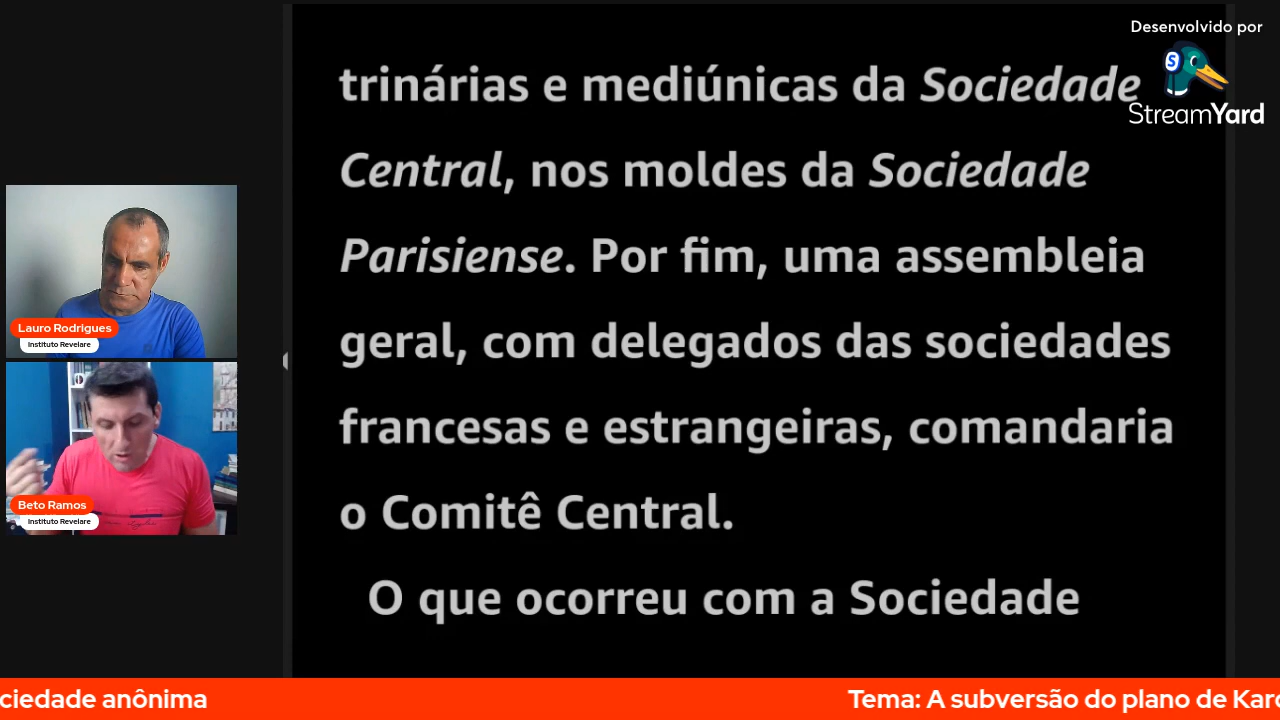 Desenvolvido por
StreamYard
trinárias e mediúnicas da Sociedade
Central, nos moldes da Sociedade
Parisiense. Por fim, uma assembleia
geral, com delegados das sociedades
francesas e estrangeiras, comandaria
o Comitê Central.
O que ocorreu com a Sociedade
Lauro Rodrigues
Instituto Revelare
Beto Ramos
Instituto Revelare
ciedade anônima
Tema: A subversão do plano de Kard